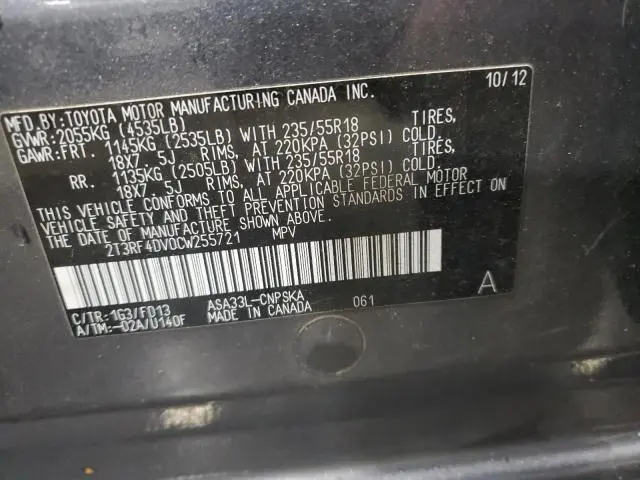 MFD.BY:TOYOTA MOTOR MANUFACTURING CANADA INC. 10/12
GVWR:2055KG (4535LB)
GAWR:FRT. 1145KG (2535LB) WITH 235/55R18 TIRES,
18X7. 5J RIMS, AT 220KPA (32PSI) COLD.
RR. 1135KG (2505LB) WITH 235/55R18 TIRES,
18X7. 5J RIMS, AT 220KPA (32PSI) COLD.
THIS VEHICLE CONFORMS TO ALL APPLICABLE FEDERAL MOTOR
VEHICLE SAFETY AND THEFT PREVENTION STANDARDS IN EFFECT ON
THE DATE OF MANUFACTURE SHOWN ABOVE.
2T3RF4DV0CW255721 MPV
C/TR:1G3/FD13 ASA33L-CNPSKA 061 A
A/TM:-02A/U140F MADE IN CANADA